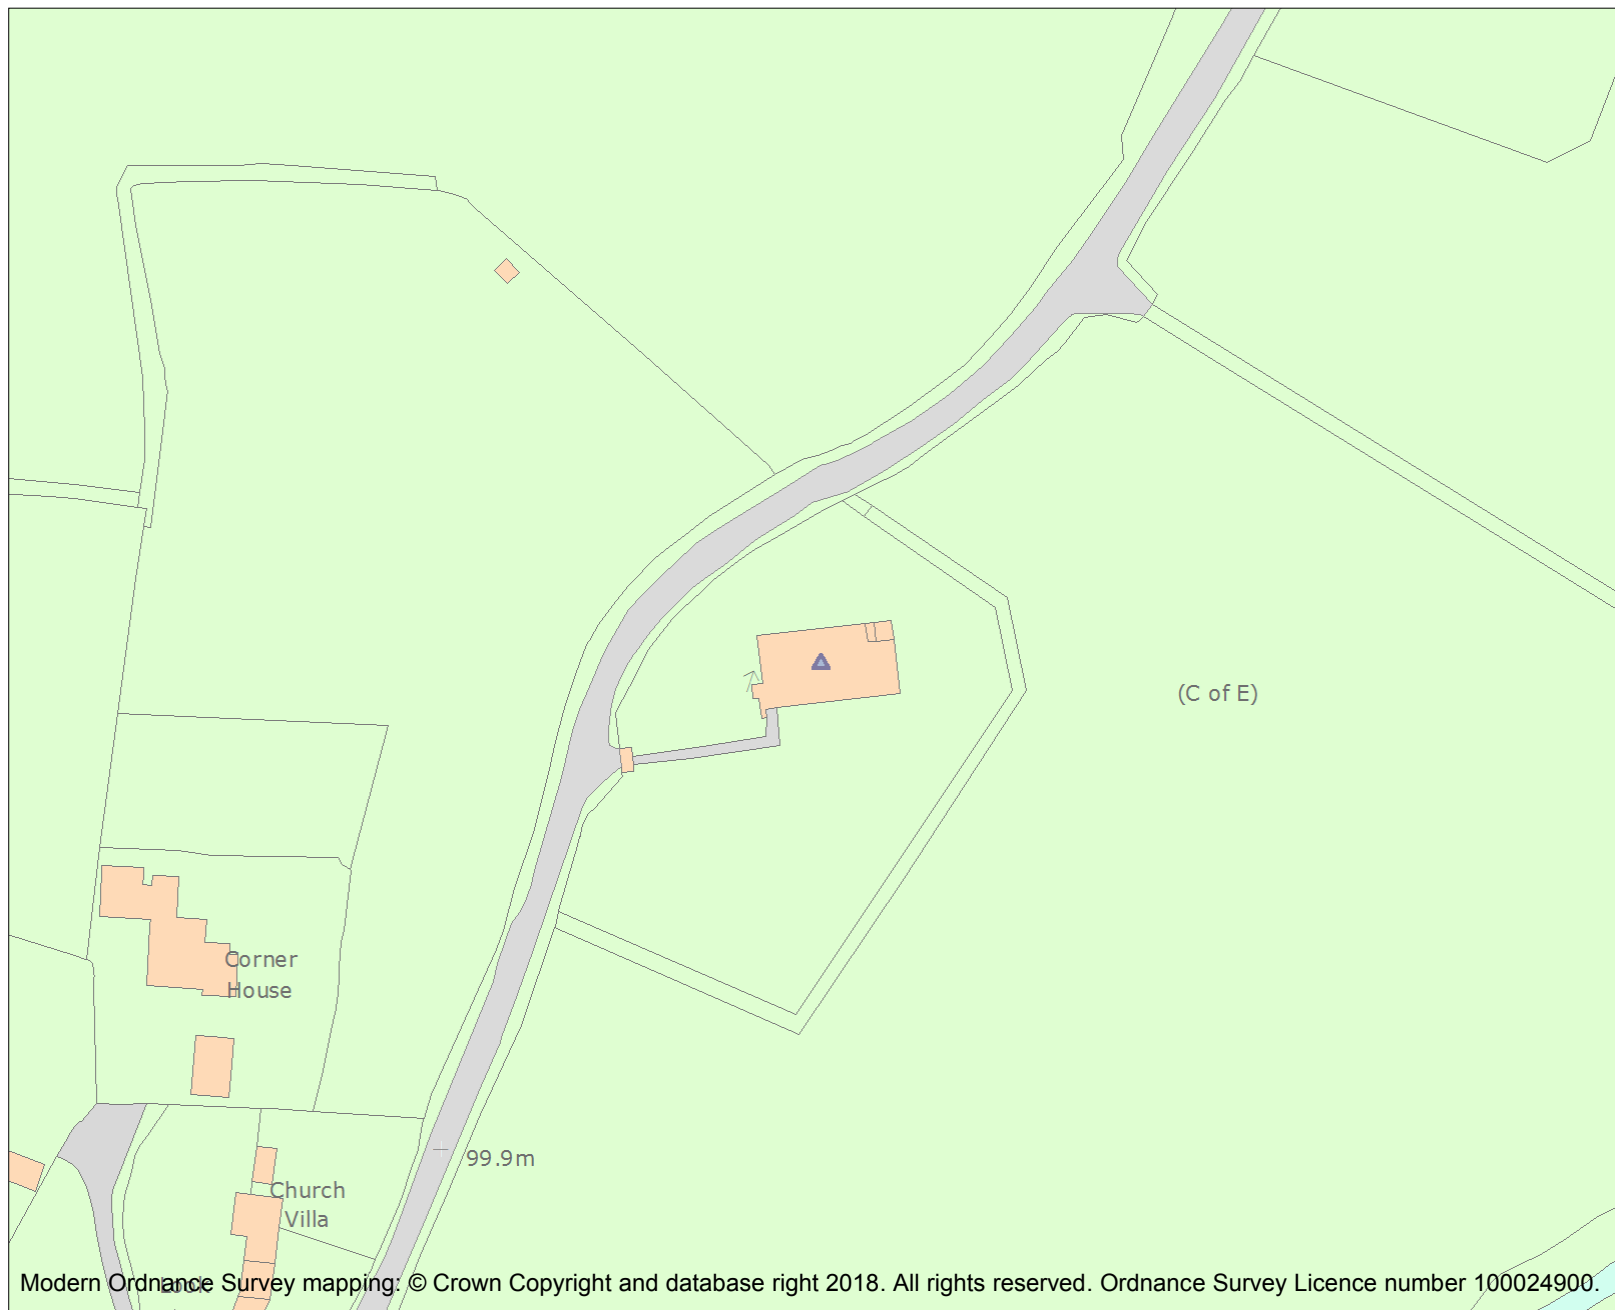 (C of E)
Corner
House
99.9m
Church
Villa
Look
Modern Ordnance Survey mapping: © Crown Copyright and database right 2018. All rights reserved. Ordnance Survey Licence number 100024900.